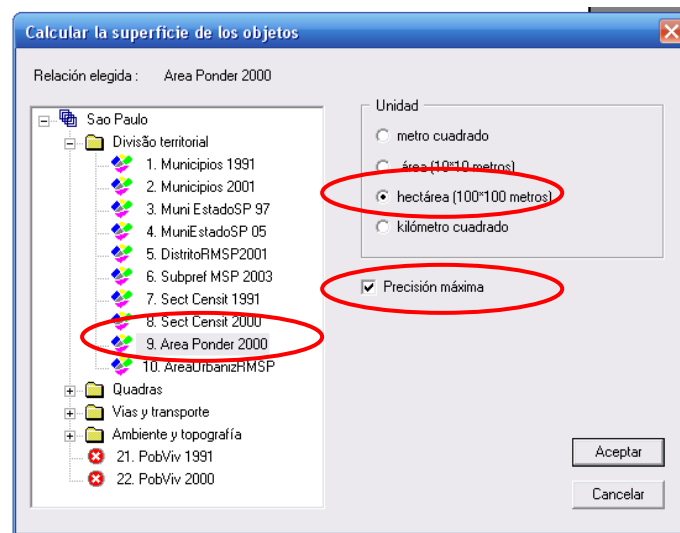 Calcular la superficie de los objetos
Relación elegida : Area Ponder 2000
Sao Paulo
Divisão territorial
1. Municipios 1991
2. Municipios 2001
3. Muni EstadoSP 97
4. MuniEstadoSP 05
5. DistritoRMSP2001
6. Subpref MSP 2003
7. Sect Censit 1991
8. Sect Censit 2000
9. Area Ponder 2000
10. AreaUrbanizRMSP
Quadras
Vias y transporte
Ambiente y topografía
21. PobViv 1991
22. PobViv 2000
Unidad
metro cuadrado
área (10*10 metros)
hectárea (100*100 metros)
kilómetro cuadrado
Precisión máxima
Aceptar
Cancelar